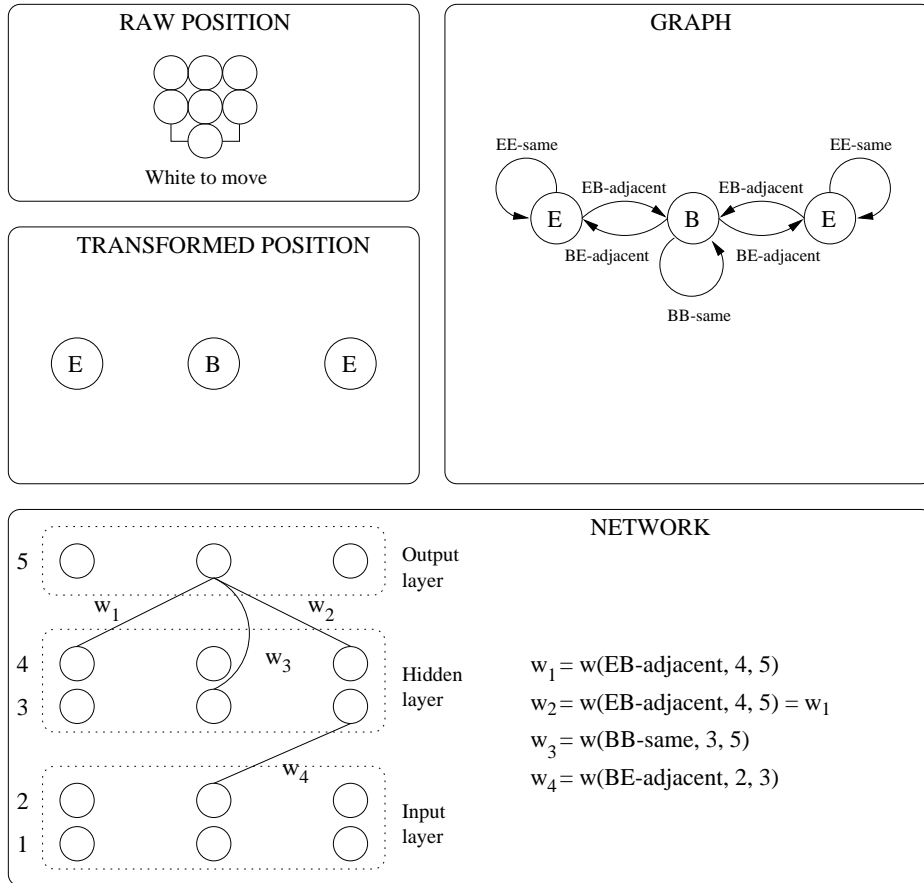 RAW POSITION
White to move
TRANSFORMED POSITION
E B E
GRAPH
EE-same EE-same
EB-adjacent EB-adjacent
E B E
BE-adjacent BE-adjacent
BB-same
NETWORK
5
Output
layer
w1 w2
4
w3
Hidden
layer
3
w4
2
Input
layer
1
w1 = w(EB-adjacent, 4, 5)
w2 = w(EB-adjacent, 4, 5) = w1
w3 = w(BB-same, 3, 5)
w4 = w(BE-adjacent, 2, 3)